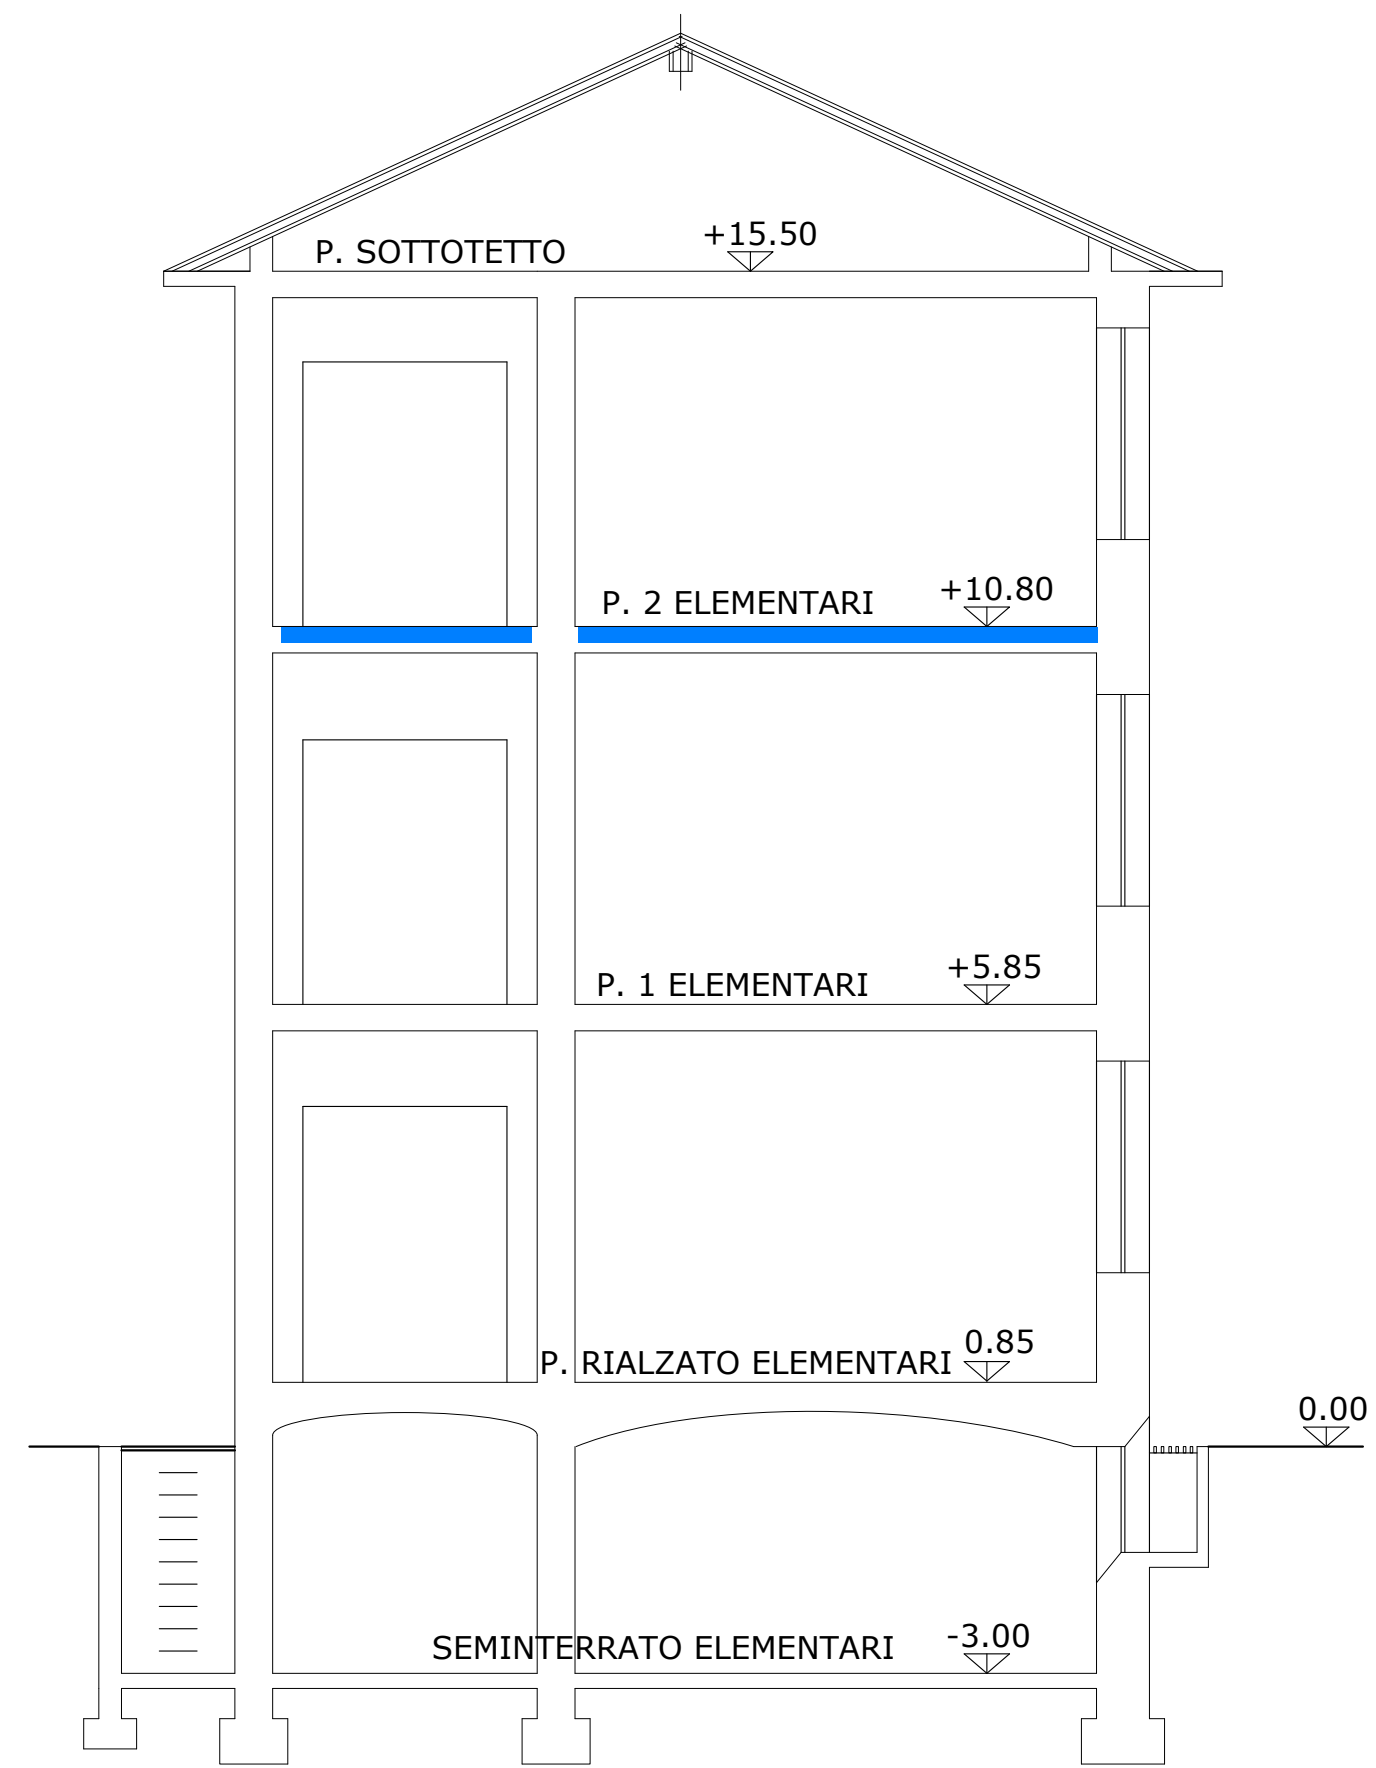 +15.50
P. SOTTOTETTO
+10.80
P. 2 ELEMENTARI
+5.85
P. 1 ELEMENTARI
0.85
P. RIALZATO ELEMENTARI
0.00
-3.00
SEMINTERRATO ELEMENTARI